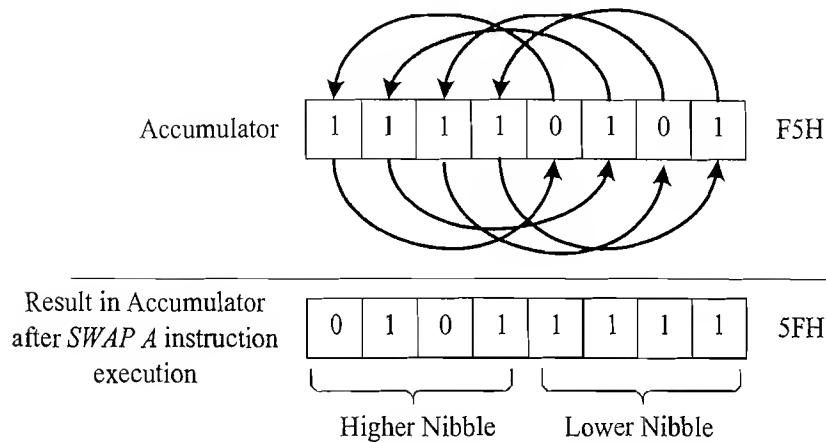 Accumulator 1 1 1 1 0 1 0 1 F5H
Result in Accumulator
after SWAP A instruction
execution
0 1 0 1 1 1 1 1 5FH
Higher Nibble Lower Nibble